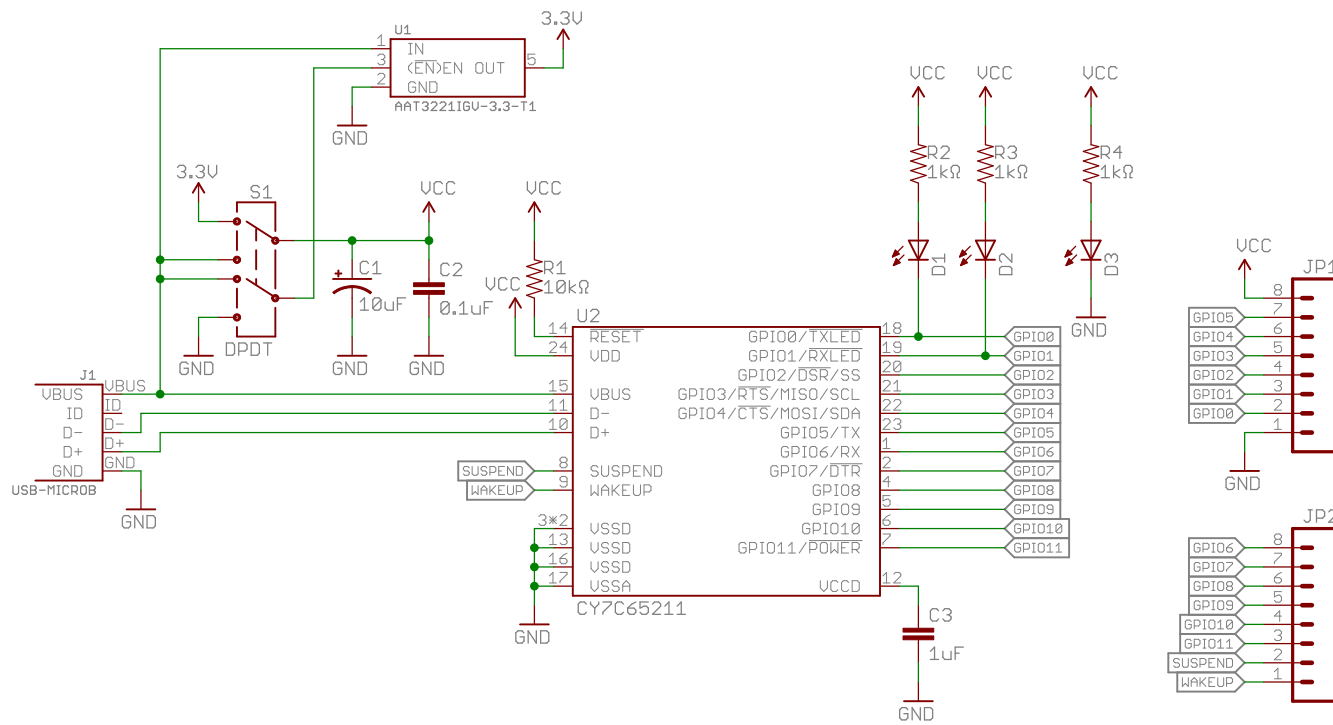 U1
1 IN
3 (EN)EN OUT 5
2 GND
AAT3221IGV-3.3-T1
3.3V
GND
3.3V
S1
DPDT
GND
VCC
C1
10uF
GND
C2
0.1uF
GND
VCC
R1
10kΩ
VCC
VCC
R2
1kΩ
D1
VCC
R3
1kΩ
D2
VCC
R4
1kΩ
D3
GND
J1
VBUS VBUS
ID ID
D- D-
D+ D+
GND GND
USB-MICROB
GND
U2
14 RESET
24 VDD
15 VBUS
11 D-
10 D+
SUSPEND 8 SUSPEND
WAKEUP 9 WAKEUP
3*2 VSSD
13 VSSD
16 VSSD
17 VSSA
GND
CY7C65211
GPIO0/TXLED 18 GPIO0
GPIO1/RXLED 19 GPIO1
GPIO2/DSR/SS 20 GPIO2
GPIO3/RTS/MISO/SCL 21 GPIO3
GPIO4/CTS/MOSI/SDA 22 GPIO4
GPIO5/TX 23 GPIO5
GPIO6/RX 1 GPIO6
GPIO7/DTR 2 GPIO7
GPIO8 4 GPIO8
GPIO9 5 GPIO9
GPIO10 6 GPIO10
GPIO11/POWER 7 GPIO11
VCCD 12
C3
1uF
GND
VCC
JP1
8
GPIO5 7
GPIO4 6
GPIO3 5
GPIO2 4
GPIO1 3
GPIO0 2
1
GND
JP2
GPIO6 8
GPIO7 7
GPIO8 6
GPIO9 5
GPIO10 4
GPIO11 3
SUSPEND 2
WAKEUP 1